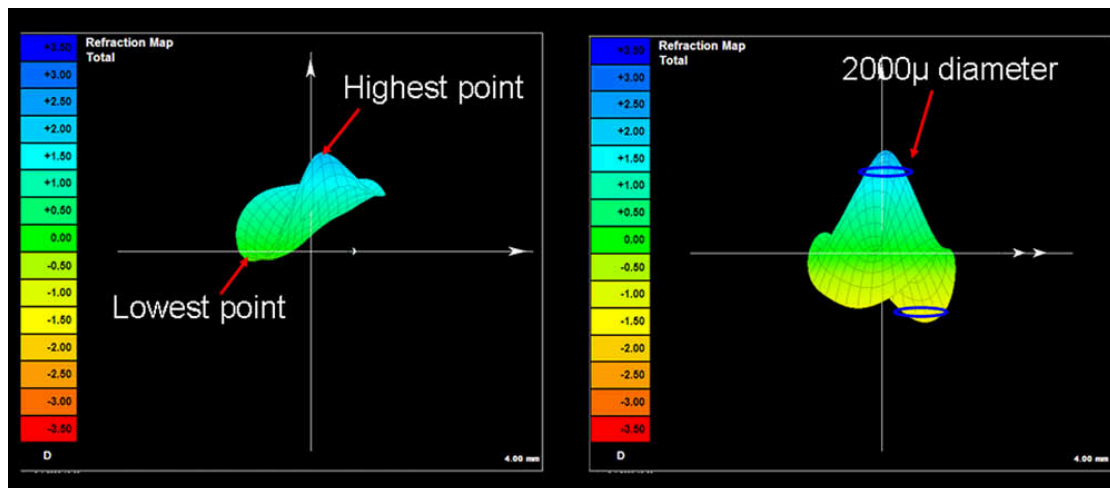 +3.50
+3.00
+2.50
+2.00
+1.50
+1.00
+0.50
0.00
-0.50
-1.00
-1.50
-2.00
-2.50
-3.00
-3.50
D
Refraction Map
Total
Highest point
Lowest point
4.00 mm
+3.50
+3.00
+2.50
+2.00
+1.50
+1.00
+0.50
0.00
-0.50
-1.00
-1.50
-2.00
-2.50
-3.00
-3.50
D
Refraction Map
Total
2000µ diameter
4.00 mm